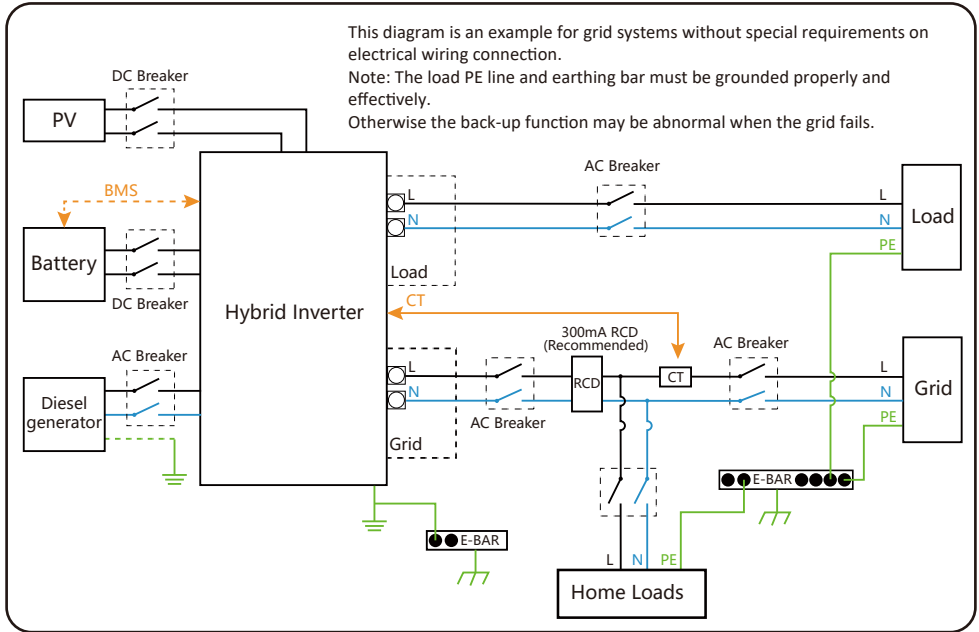 This diagram is an example for grid systems without special requirements on
electrical wiring connection.
Note: The load PE line and earthing bar must be grounded properly and
effectively.
Otherwise the back-up function may be abnormal when the grid fails.
DC Breaker
PV
AC Breaker
BMS
L
N
L
N
Load
PE
Battery
Load
DC Breaker
Hybrid Inverter
CT
300mA RCD
(Recommended)
AC Breaker
AC Breaker
L
N
RCD
CT
L
N
PE
Grid
Diesel
generator
AC Breaker
Grid
E-BAR
E-BAR
L
N
PE
Home Loads